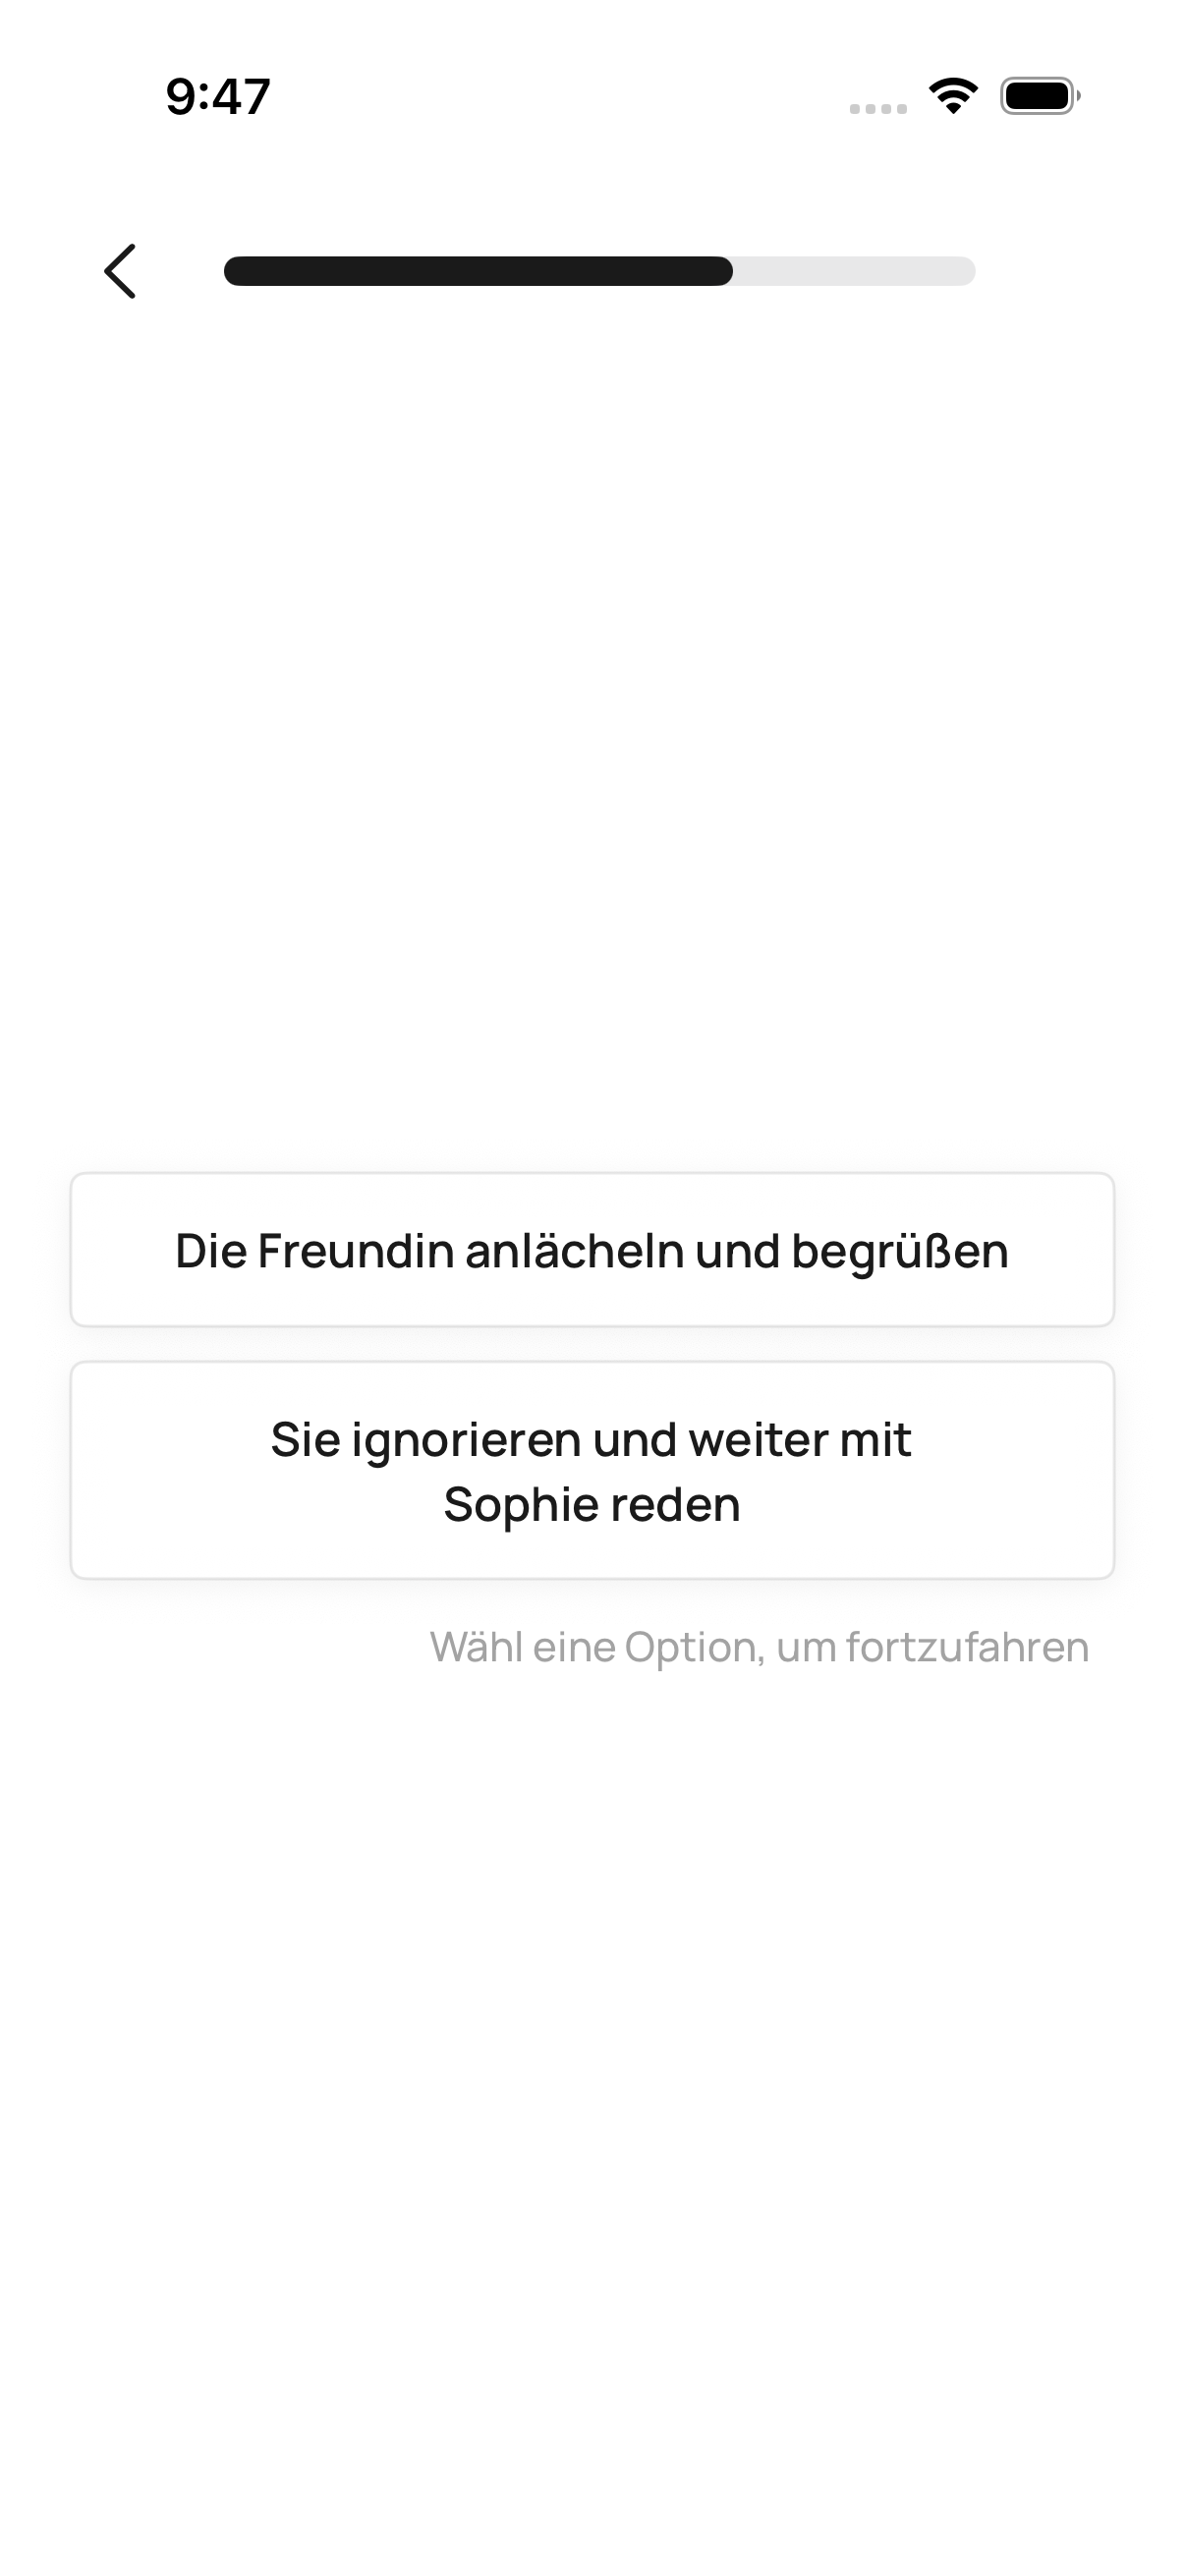 9:47
Die Freundin anlächeln und begrüßen
Sie ignorieren und weiter mit
Sophie reden
Wähl eine Option, um fortzufahren